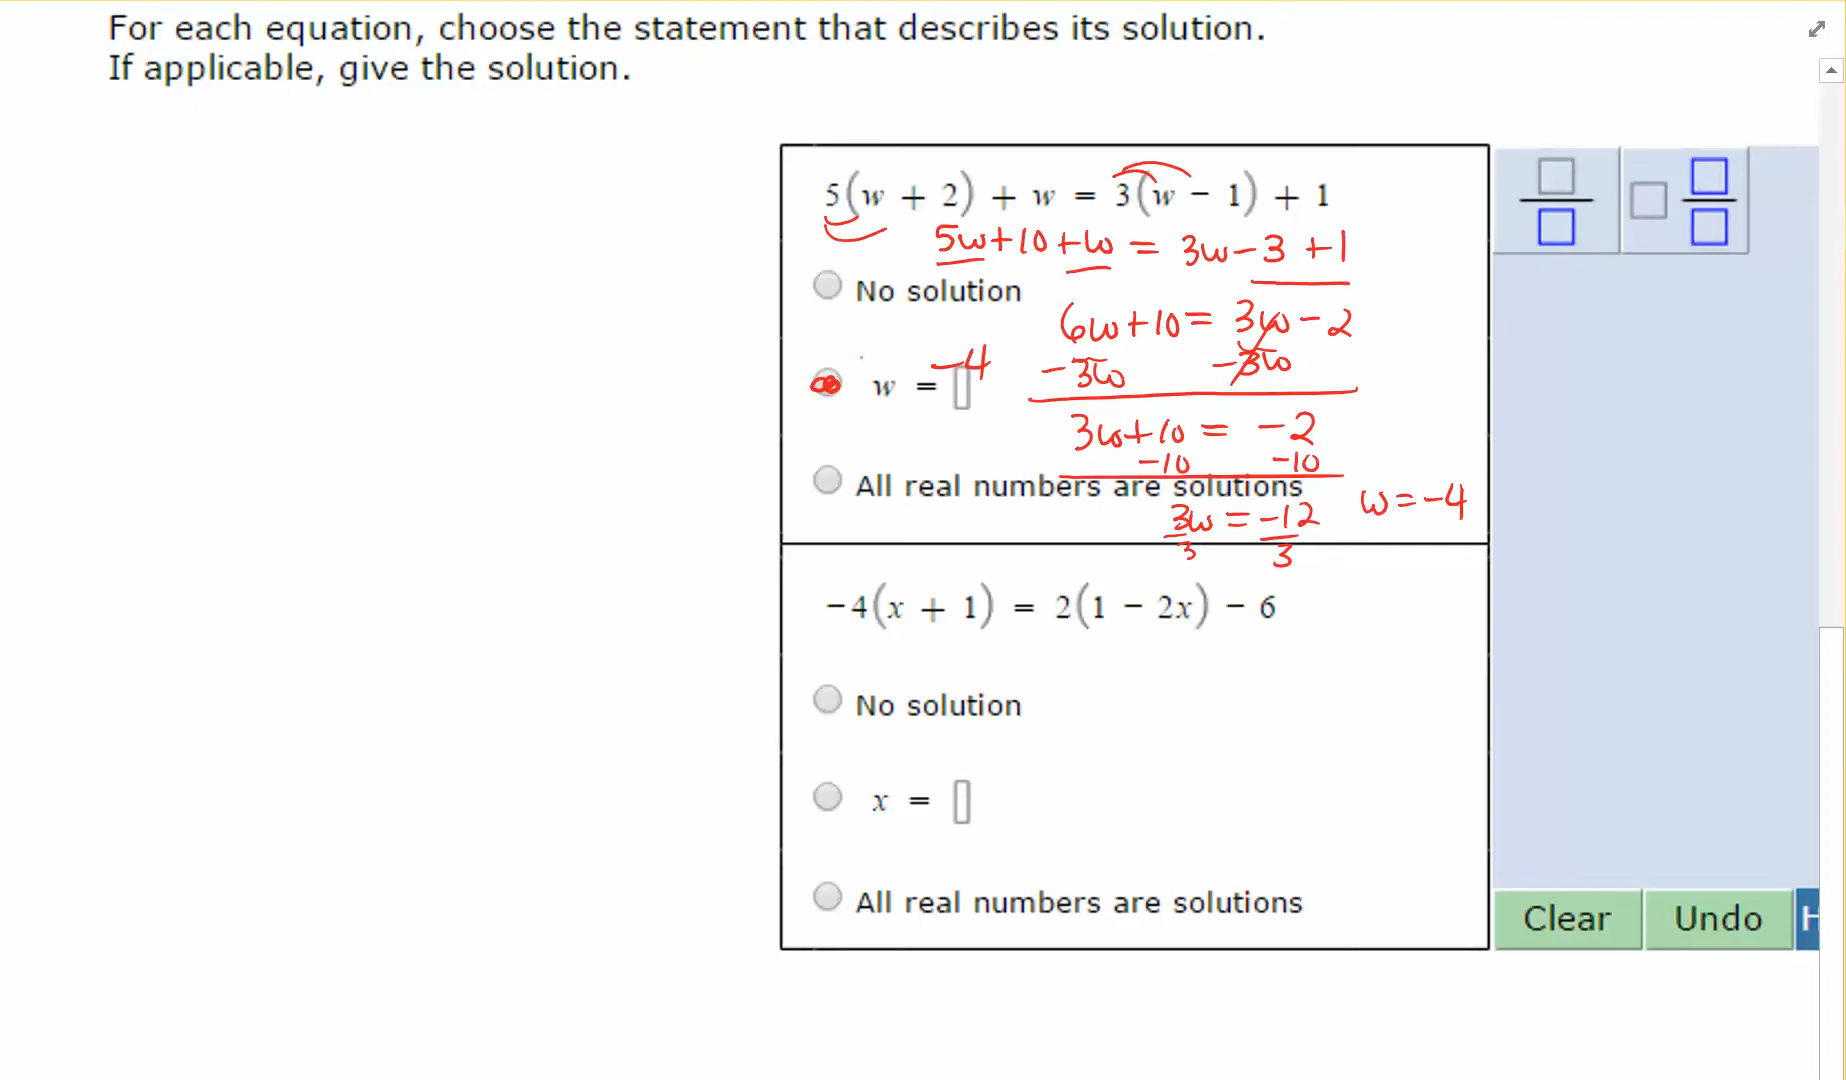 For each equation, choose the statement that describes its solution.
If applicable, give the solution.
5(w + 2) + w = 3(w − 1) + 1
5w+10+w = 3w−3 +1
No solution
6w+10= 3w−2
−3w −3w
w = −4
3w+10 = −2
−10 −10
All real numbers are solutions
w=−4
3w = −12
3 3
−4(x + 1) = 2(1 − 2x) − 6
No solution
x =
All real numbers are solutions
Clear Undo H